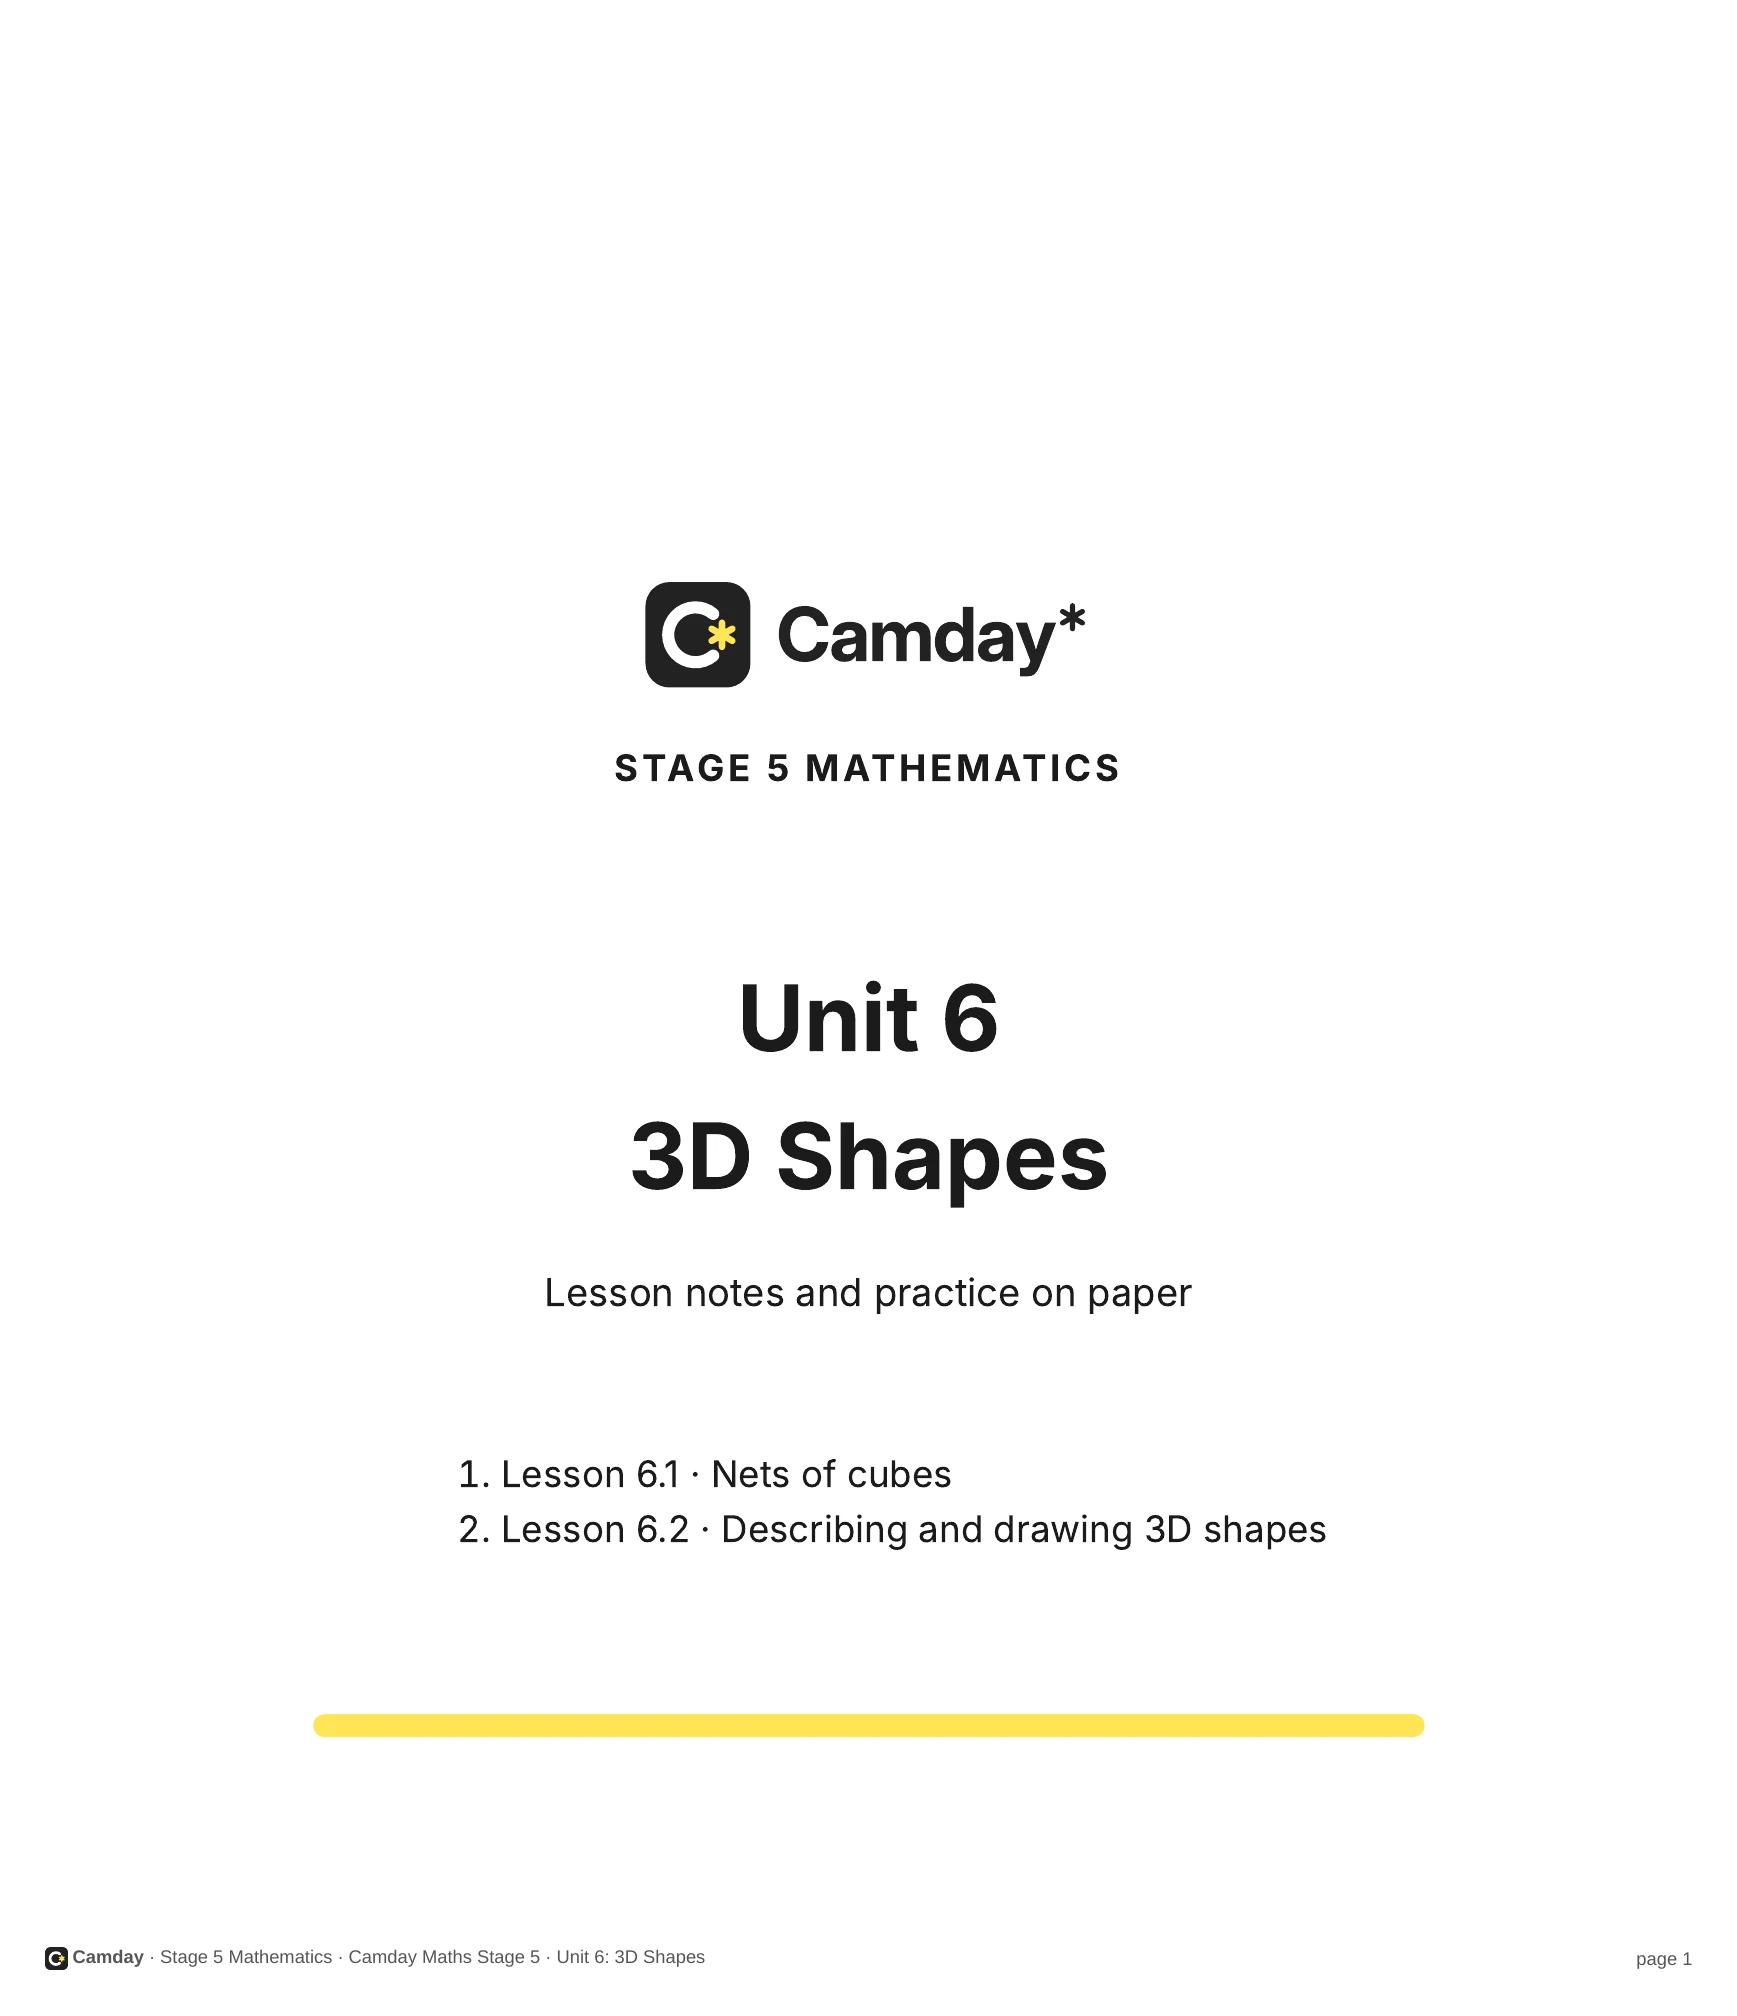 Camday*
STAGE 5 MATHEMATICS
Unit 6
3D Shapes
Lesson notes and practice on paper
1. Lesson 6.1 · Nets of cubes
2. Lesson 6.2 · Describing and drawing 3D shapes
Camday · Stage 5 Mathematics · Camday Maths Stage 5 · Unit 6: 3D Shapes
page 1